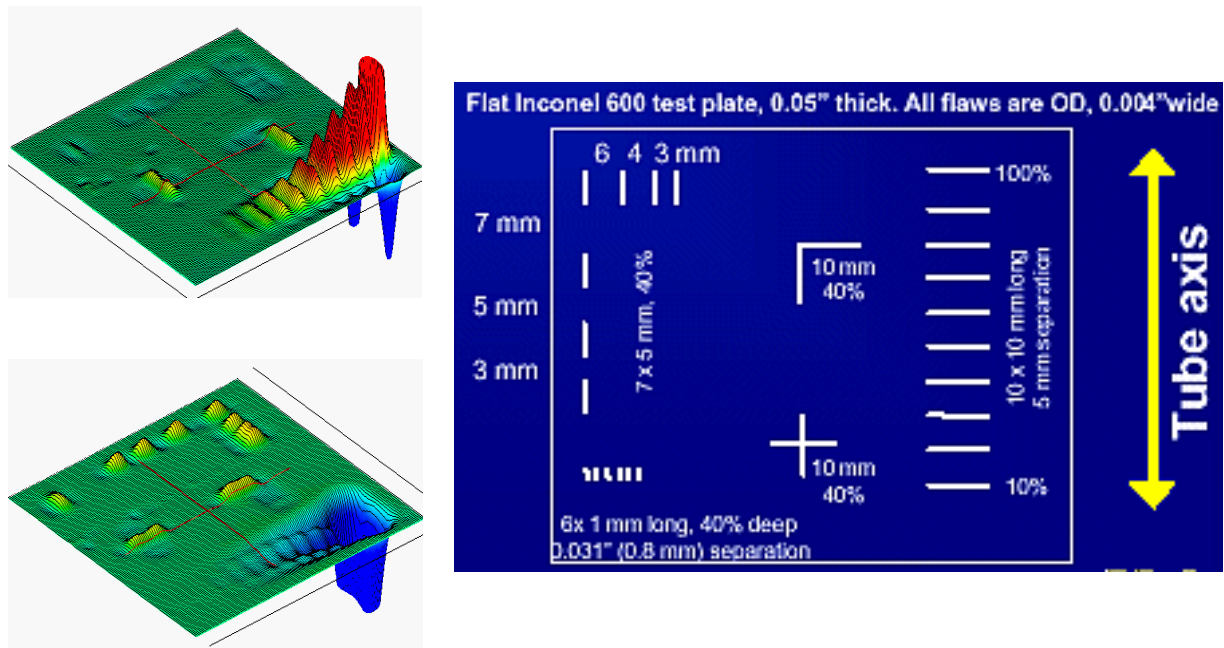 Flat Inconel 600 test plate, 0.05” thick. All flaws are OD, 0.004”wide
6 4 3 mm
100%
7 mm
10 mm
40%
5 mm
7 x 5 mm, 40%
10 x 10 mm long
5 mm separation
3 mm
Tube axis
10 mm
40%
10%
6x 1 mm long, 40% deep
0.031” (0.8 mm) separation